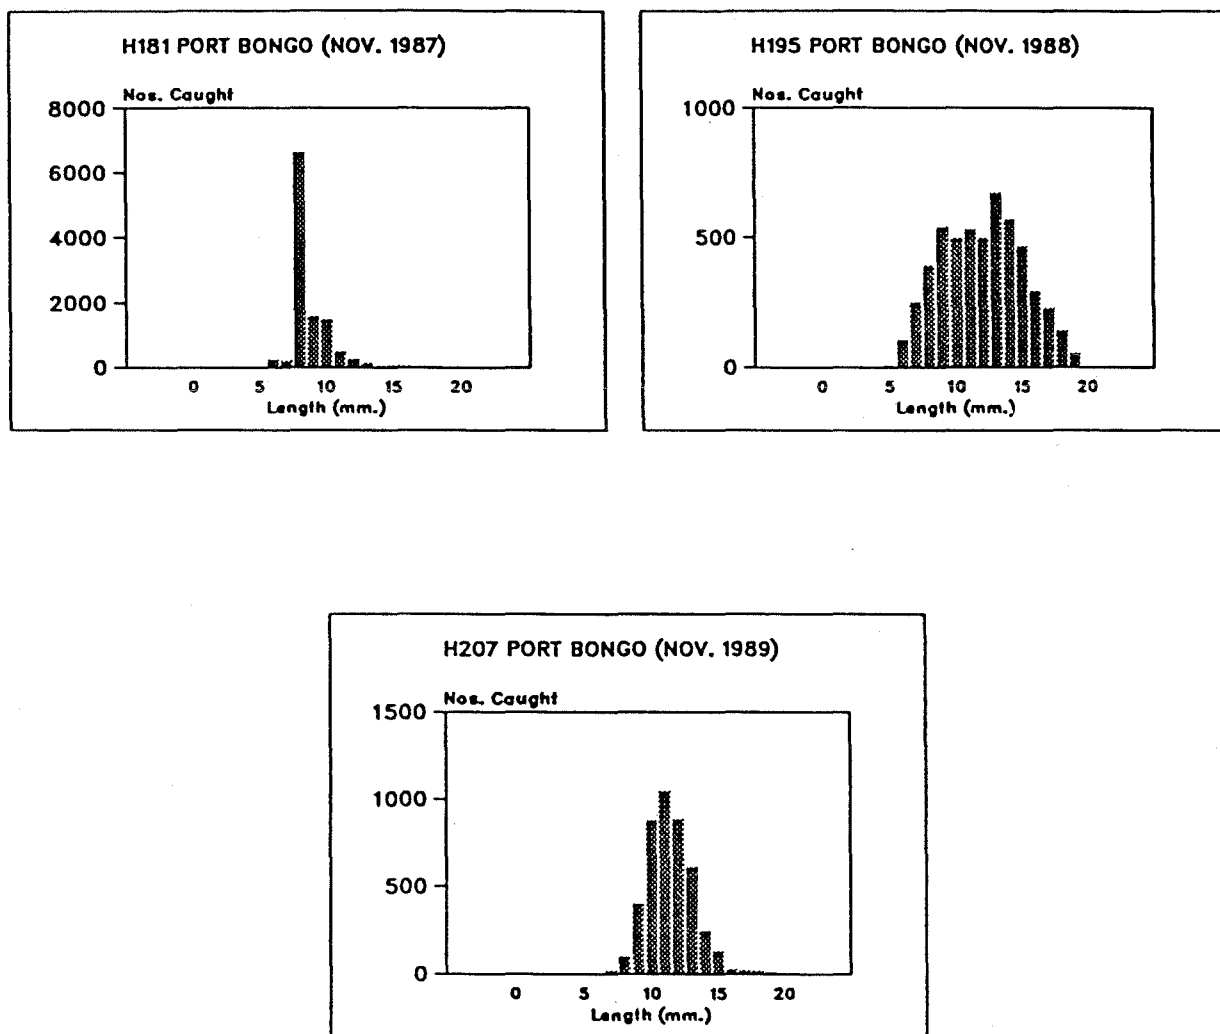 H181 PORT BONGO (NOV. 1987)
Nos. Caught
8000
6000
4000
2000
0
0 5 10 15 20
Length (mm.)
H195 PORT BONGO (NOV. 1988)
Nos. Caught
1000
500
0
0 5 10 15 20
Length (mm.)
H207 PORT BONGO (NOV. 1989)
Nos. Caught
1500
1000
500
0
0 5 10 15 20
Length (mm.)